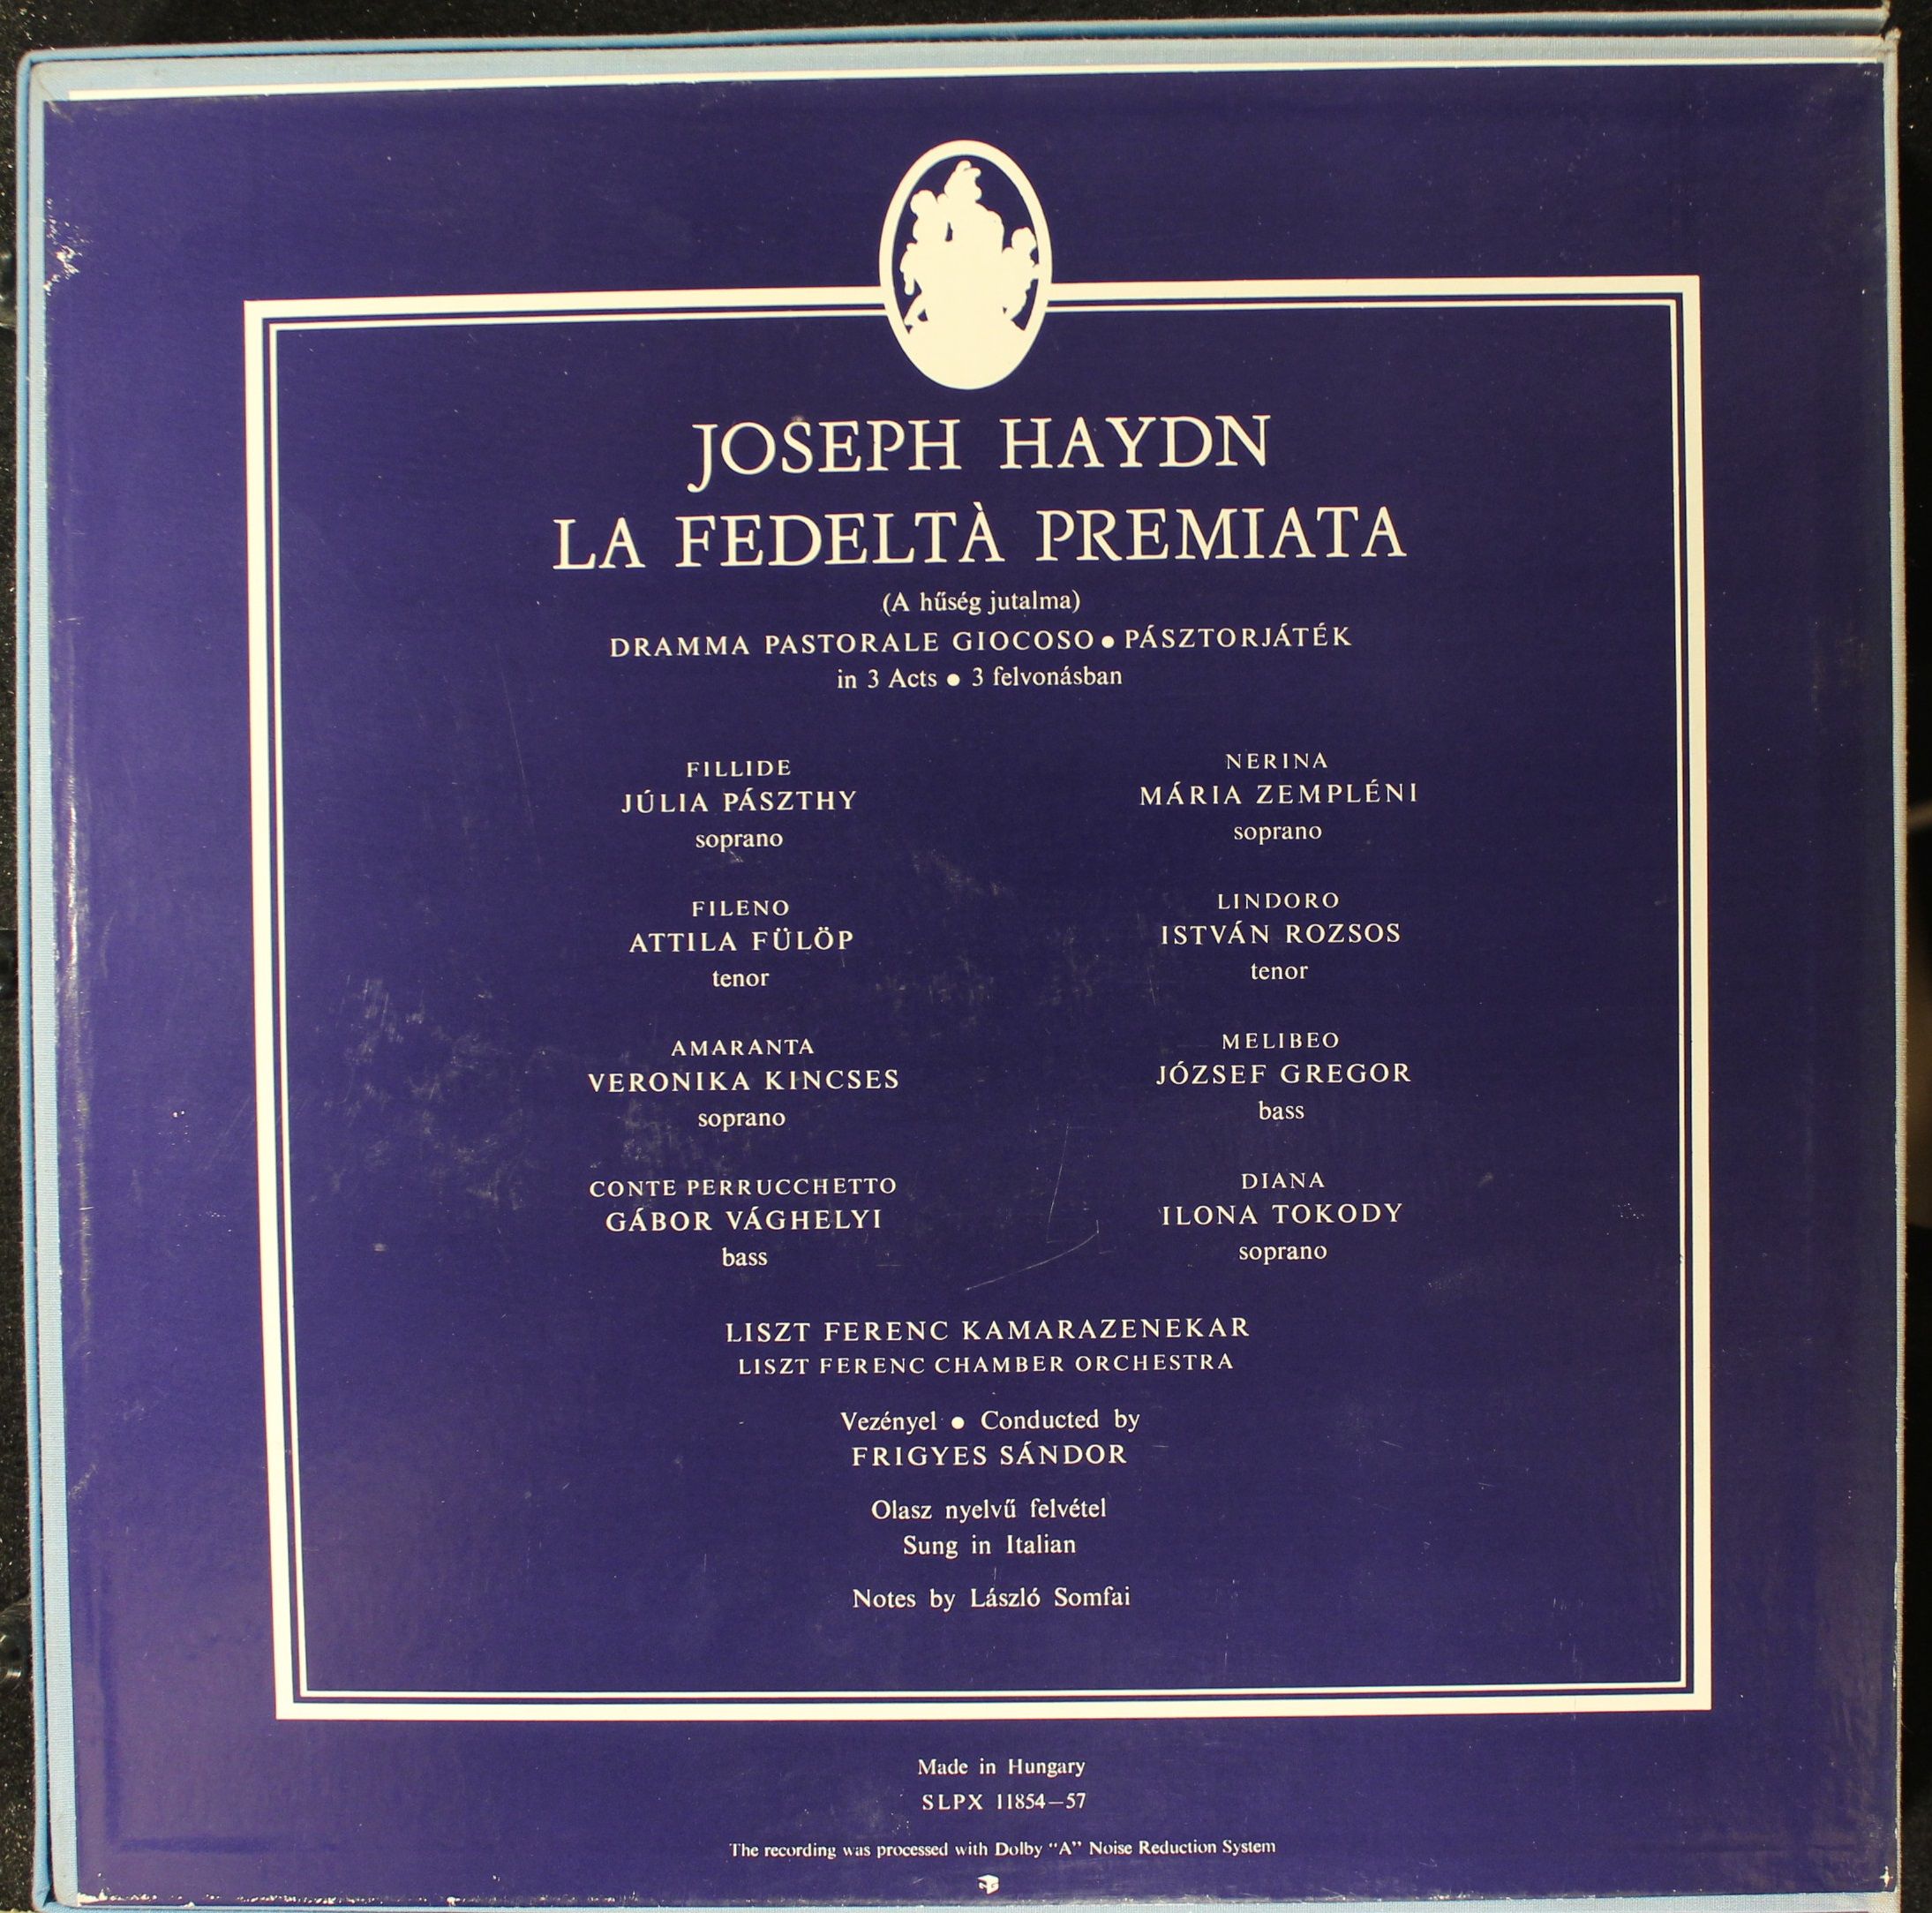 JOSEPH HAYDN
LA FEDELTÀ PREMIATA
(A hűség jutalma)
DRAMMA PASTORALE GIOCOSO ● PÁSZTORJÁTÉK
in 3 Acts ● 3 felvonásban
FILLIDE
JÚLIA PÁSZTHY
soprano
FILENO
ATTILA FÜLÖP
tenor
AMARANTA
VERONIKA KINCSES
soprano
CONTE PERRUCCHETTO
GÁBOR VÁGHELYI
bass
NERINA
MÁRIA ZEMPLÉNI
soprano
LINDORO
ISTVÁN ROZSOS
tenor
MELIBEO
JÓZSEF GREGOR
bass
DIANA
ILONA TOKODY
soprano
LISZT FERENC KAMARAZENEKAR
LISZT FERENC CHAMBER ORCHESTRA
Vezényel ● Conducted by
FRIGYES SÁNDOR
Olasz nyelvű felvétel
Sung in Italian
Notes by László Somfai
Made in Hungary
SLPX 11854—57
The recording was processed with Dolby "A" Noise Reduction System